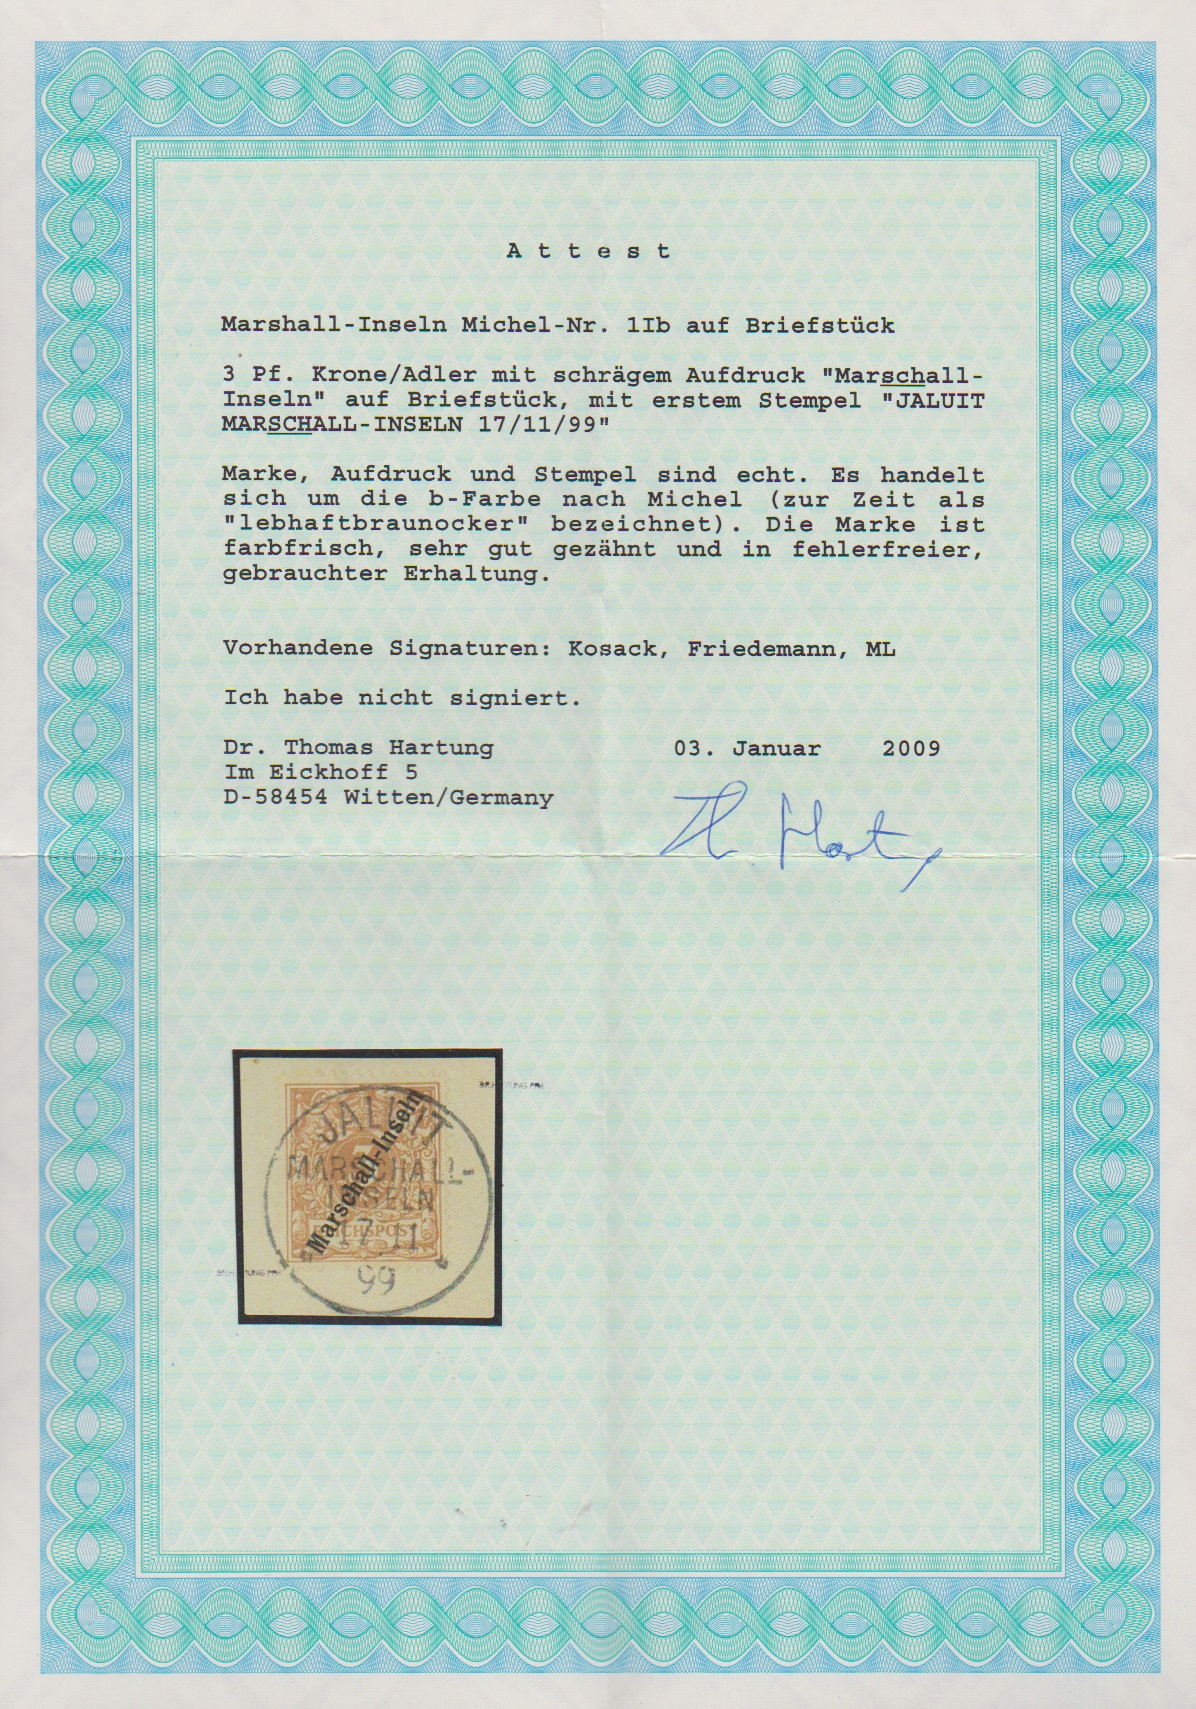 Attest
Marshall-Inseln Michel-Nr. 1Ib auf Briefstück
3 Pf. Krone/Adler mit schrägem Aufdruck "Marschall-
Inseln" auf Briefstück, mit erstem Stempel "JALUIT
MARSCHALL-INSELN 17/11/99"
Marke, Aufdruck und Stempel sind echt. Es handelt
sich um die b-Farbe nach Michel (zur Zeit als
"lebhaftbraunocker" bezeichnet). Die Marke ist
farbfrisch, sehr gut gezähnt und in fehlerfreier,
gebrauchter Erhaltung.
Vorhandene Signaturen: Kosack, Friedemann, ML
Ich habe nicht signiert.
Dr. Thomas Hartung 03. Januar 2009
Im Eickhoff 5
D-58454 Witten/Germany
JALUIT
MARSCHALL-
INSELN
17 11
99
Marschall-Inseln
REICHSPOST